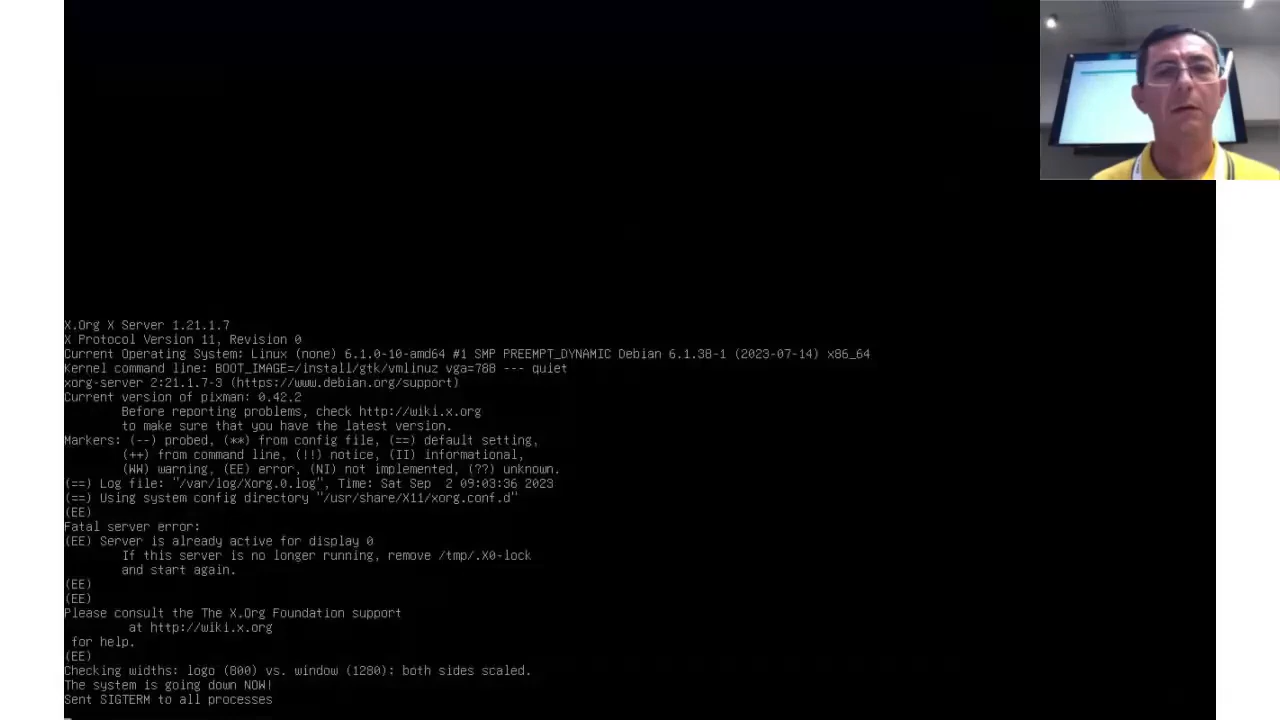 X.Org X Server 1.21.1.7
X Protocol Version 11, Revision 0
Current Operating System: Linux (none) 6.1.0-10-amd64 #1 SMP PREEMPT_DYNAMIC Debian 6.1.38-1 (2023-07-14) x86_64
Kernel command line: BOOT_IMAGE=/install/gtk/vmlinuz vga=788 --- quiet
xorg-server 2:21.1.7-3 (https://www.debian.org/support)
Current version of pixman: 0.42.2
Before reporting problems, check http://wiki.x.org
to make sure that you have the latest version.
Markers: (--) probed, (**) from config file, (==) default setting,
(++) from command line, (!!) notice, (II) informational,
(WW) warning, (EE) error, (NI) not implemented, (??) unknown.
(==) Log file: "/var/log/Xorg.0.log", Time: Sat Sep  2 09:03:36 2023
(==) Using system config directory "/usr/share/X11/xorg.conf.d"
(EE)
Fatal server error:
(EE) Server is already active for display 0
If this server is no longer running, remove /tmp/.X0-lock
and start again.
(EE)
(EE)
Please consult the The X.Org Foundation support
at http://wiki.x.org
for help.
(EE)
Checking widths: logo (800) vs. window (1280): both sides scaled.
The system is going down NOW!
Sent SIGTERM to all processes